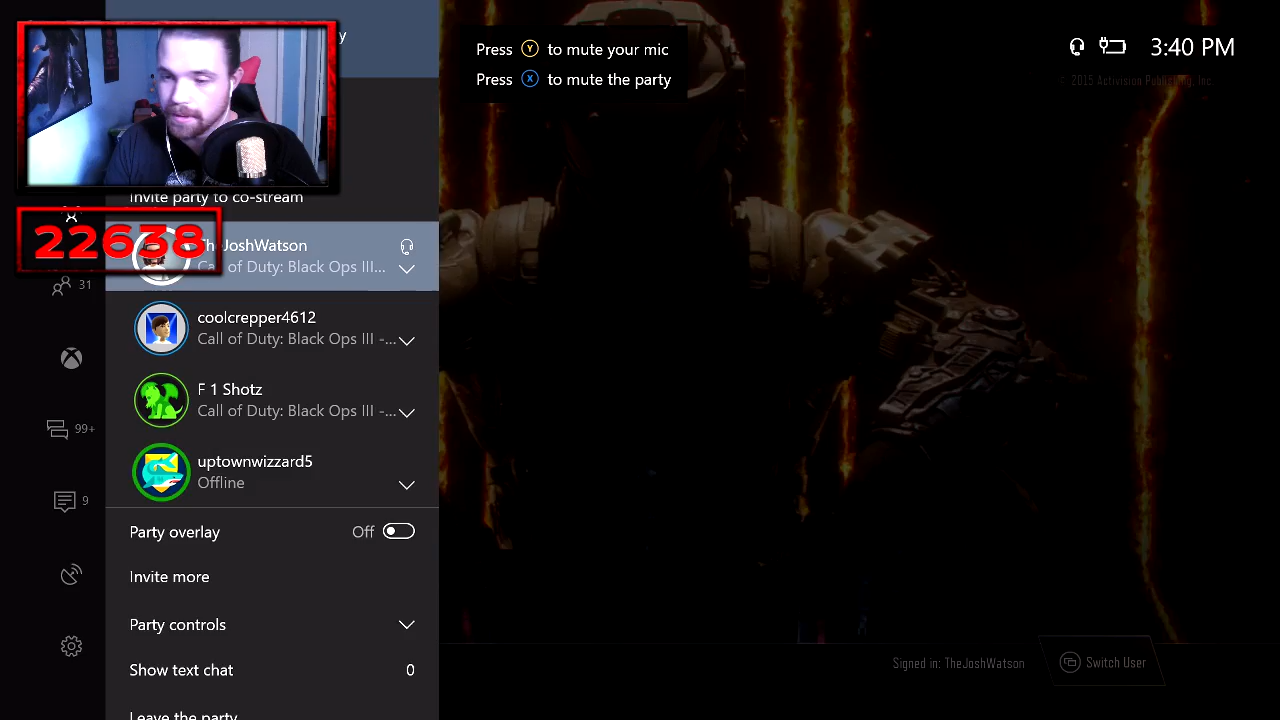 y
Press Y to mute your mic
Press X to mute the party
3:40 PM
© 2015 Activision Publishing, Inc.
Invite party to co-stream
22638
TheJoshWatson
Call of Duty: Black Ops III...
31
coolcrepper4612
Call of Duty: Black Ops III -...
F 1 Shotz
Call of Duty: Black Ops III -...
99+
uptownwizzard5
Offline
9
Party overlay Off
Invite more
Party controls
Show text chat 0
Signed in: TheJoshWatson
Switch User
Leave the party